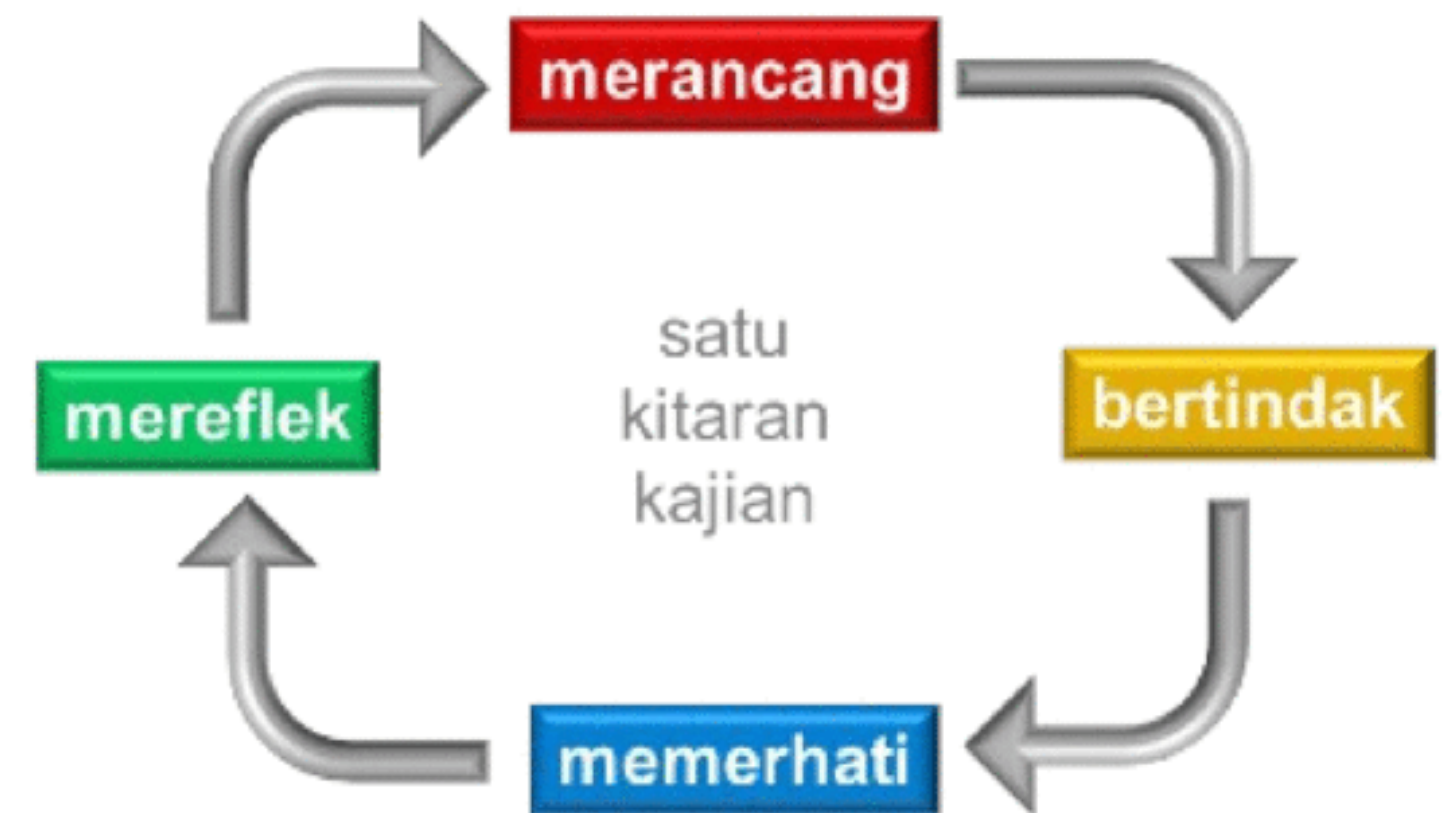 merancang
bertindak
satu
kitaran
kajian
mereflek
memerhati